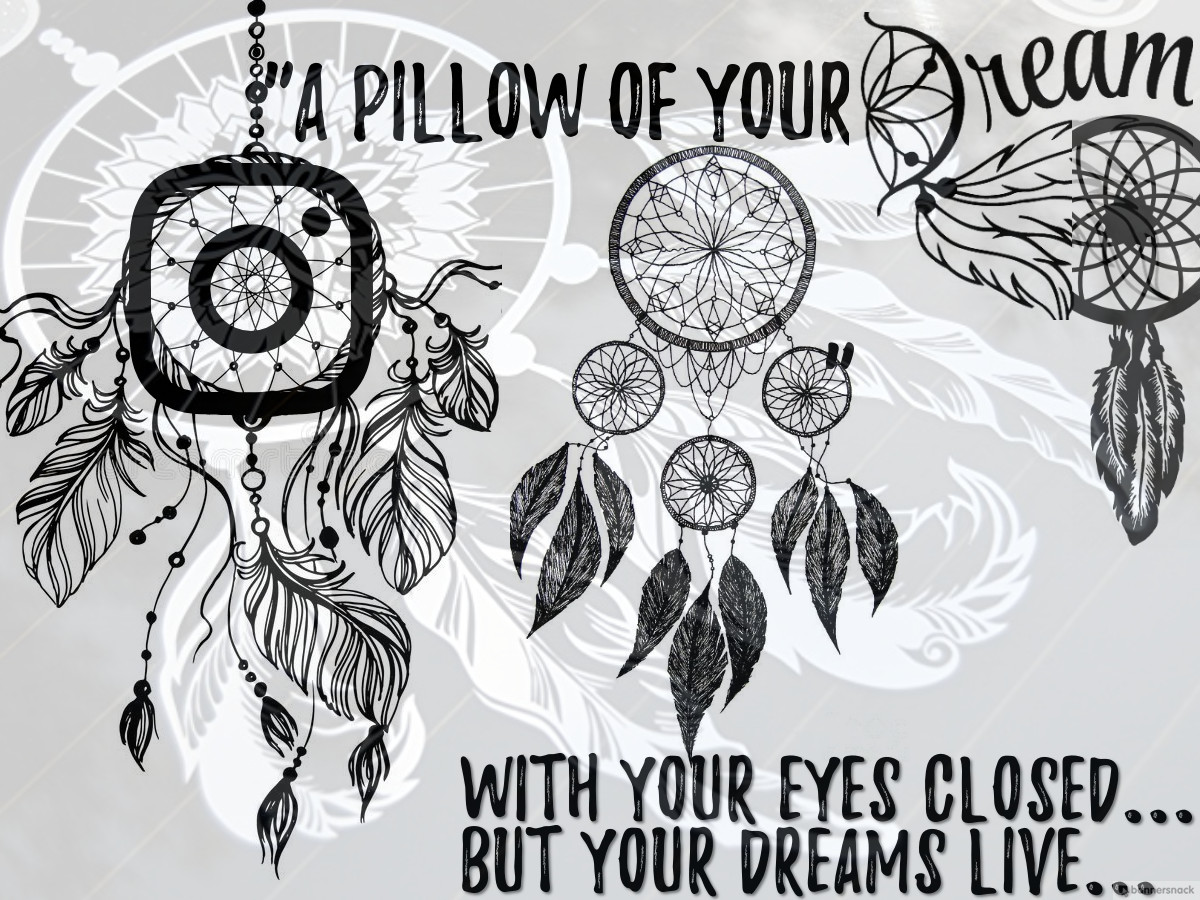 "A PILLOW OF YOUR Dream
"
WITH YOUR EYES CLOSED...
BUT YOUR DREAMS LIVE...
bannersnack